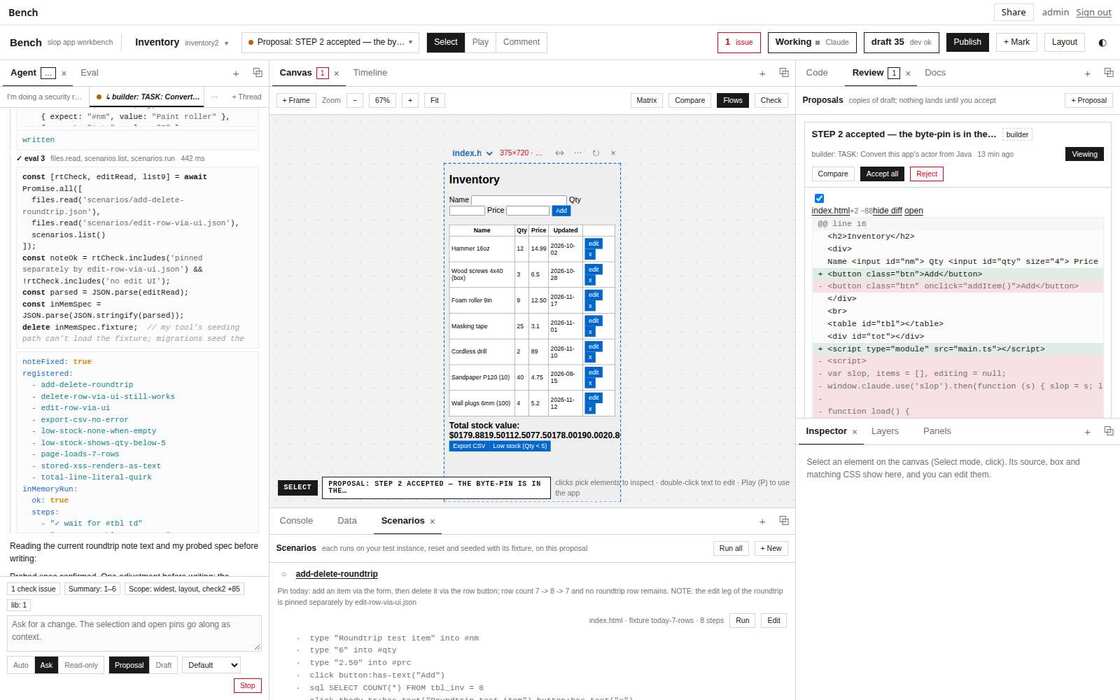 Bench
Share admin Sign out
Bench slop app workbench Inventory inventory2 Proposal: STEP 2 accepted — the by… Select Play Comment 1 issue Working Claude draft 35 dev ok Publish + Mark Layout
Agent … × Eval +
I'm doing a security r… ↳ builder: TASK: Convert… ··· + Thread
{ expect: "#nm", value: "Paint roller" },
written
✓ eval 3 files.read, scenarios.list, scenarios.run 442 ms
const [rtCheck, editRead, list9] = await
Promise.all([
files.read('scenarios/add-delete-
roundtrip.json'),
files.read('scenarios/edit-row-via-ui.json'),
scenarios.list()
]);
const noteOk = rtCheck.includes('pinned
separately by edit-row-via-ui.json') &&
!rtCheck.includes('no edit UI');
const parsed = JSON.parse(editRead);
const inMemSpec =
JSON.parse(JSON.stringify(parsed));
delete inMemSpec.fixture; // my tool's seeding
path can't load the fixture; migrations seed the
noteFixed: true
registered:
- add-delete-roundtrip
- delete-row-via-ui-still-works
- edit-row-via-ui
- export-csv-no-error
- low-stock-none-when-empty
- low-stock-shows-qty-below-5
- page-loads-7-rows
- stored-xss-renders-as-text
- total-line-literal-quirk
inMemoryRun:
ok: true
steps:
- "✓ wait for #tbl td"
Reading the current roundtrip note text and my probed spec before
writing:
1 check issue Summary: 1–6 Scope: widest, layout, check2 +85
lib: 1
Ask for a change. The selection and open pins go along as
context.
Auto Ask Read-only Proposal Draft Default
Stop
Canvas 1 × Timeline +
+ Frame Zoom − 67% + Fit Matrix Compare Flows Check
index.h 375×720 · … ⇔ ··· ↻ ×
Inventory
Name Qty
Price Add
Name Qty Price Updated
Hammer 16oz 12 14.99 2026-10-02 edit x
Wood screws 4x40 (box) 3 6.5 2026-10-28 edit x
Foam roller 9in 9 12.50 2026-11-17 edit x
Masking tape 25 3.1 2026-11-01 edit x
Cordless drill 2 89 2026-11-10 edit x
Sandpaper P120 (10) 40 4.75 2026-08-15 edit x
Wall plugs 6mm (100) 4 5.2 2026-11-12 edit x
Total stock value:
$0179.8819.50112.5077.50178.00190.0020.8
Export CSV Low stock (Qty < 5)
SELECT PROPOSAL: STEP 2 ACCEPTED — THE BYTE-PIN IS IN THE… clicks pick elements to inspect · double-click text to edit · Play (P) to use the app
Console Data Scenarios × +
Scenarios each runs on your test instance, reset and seeded with its fixture, on this proposal Run all + New
add-delete-roundtrip
Pin today: add an item via the form, then delete it via the row button; row count 7 -> 8 -> 7 and no roundtrip row remains. NOTE: the edit leg of the roundtrip
is pinned separately by edit-row-via-ui.json
index.html · fixture today-7-rows · 8 steps Run Edit
· type "Roundtrip test item" into #nm
· type "6" into #qty
· type "2.50" into #prc
· click button:has-text("Add")
· sql SELECT COUNT(*) FROM tbl_inv = 8
Code Review 1 × Docs +
Proposals copies of draft; nothing lands until you accept + Proposal
STEP 2 accepted — the byte-pin is in the… builder
builder: TASK: Convert this app's actor from Java · 13 min ago Viewing
Compare Accept all Reject
index.html+2 −88hide diff open
@@ line 16
<h2>Inventory</h2>
<div>
Name <input id="nm"> Qty <input id="qty" size="4"> Price
+ <button class="btn">Add</button>
- <button class="btn" onclick="addItem()">Add</button>
</div>
<br>
<table id="tbl"></table>
<div id="tot"></div>
+ <script type="module" src="main.ts"></script>
- <script>
- var slop, items = [], editing = null;
- window.claude.use('slop').then(function (s) { slop = s; l
-
- function load() {
Inspector × Layers Panels +
Select an element on the canvas (Select mode, click). Its source, box and
matching CSS show here, and you can edit them.